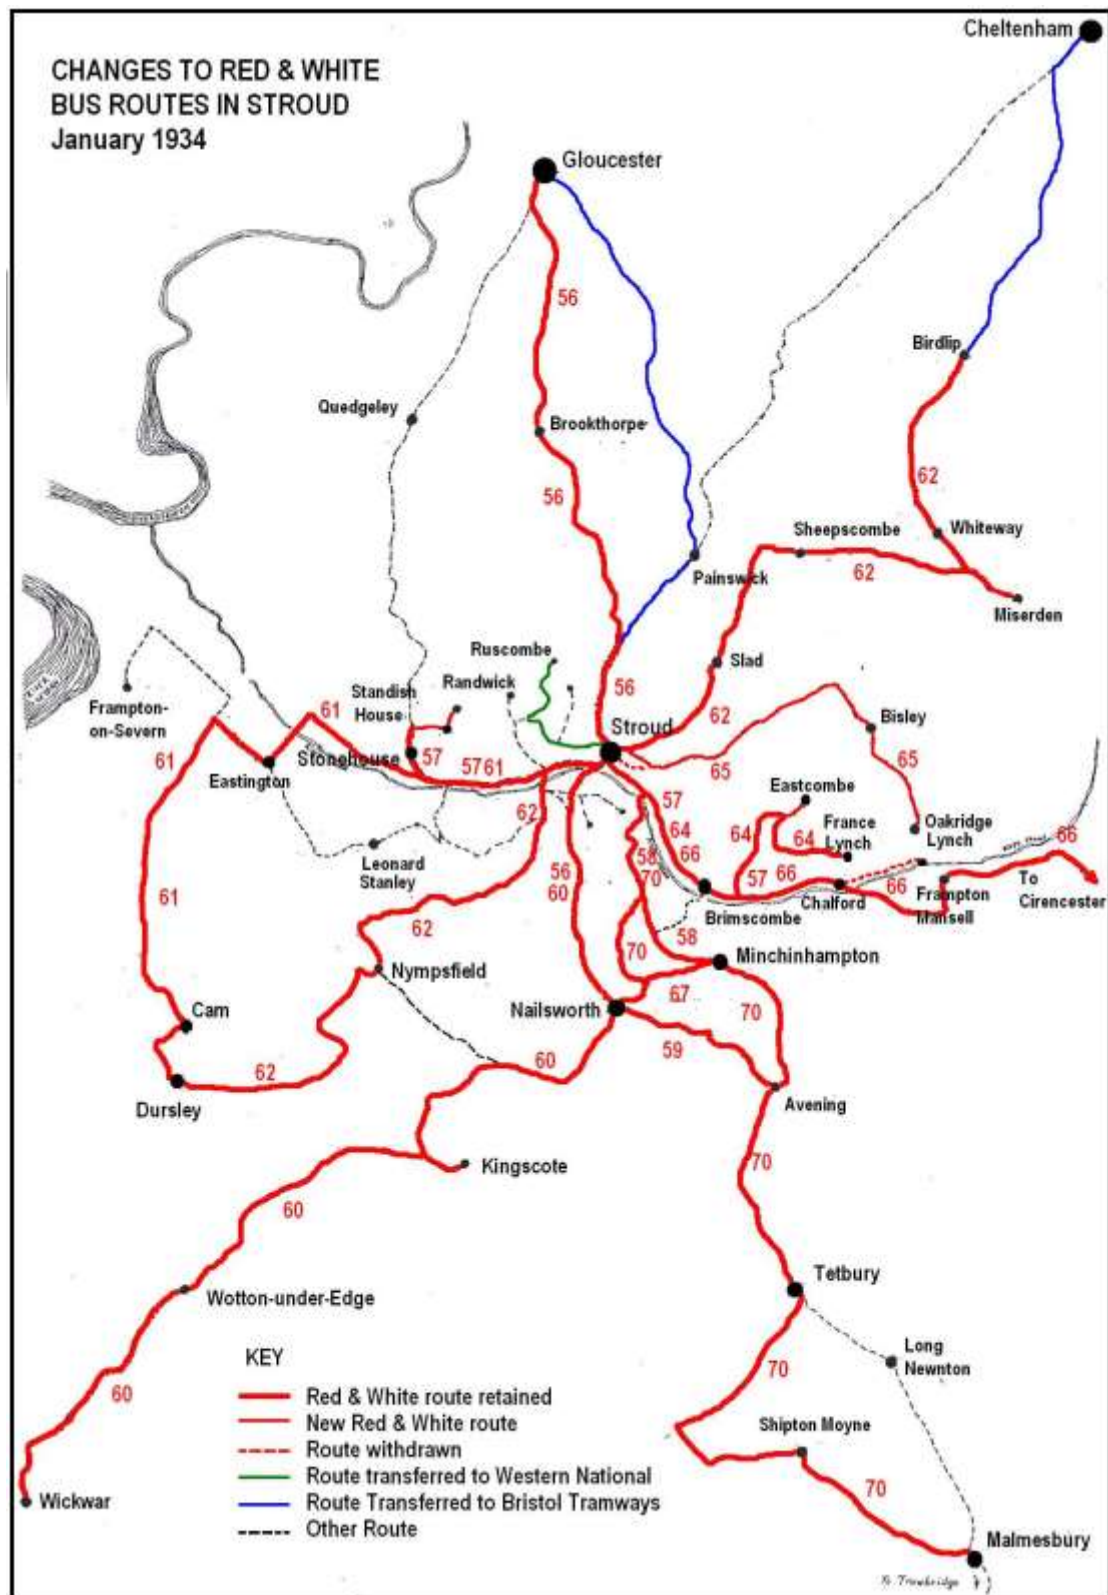 CHANGES TO RED & WHITE
BUS ROUTES IN STROUD
January 1934
Cheltenham
Gloucester
56
Birdlip
Quedgeley
Brookthorpe
62
56
Sheepscombe
Whiteway
Painswick
62
Miserden
Ruscombe
Slad
Randwick
Standish
House
56
Frampton-
on-Severn
61
62
Bisley
Stroud
61
Stonehouse
57
57 61
65
65
Eastington
57
Eastcombe
62
64
64
64
France
Lynch
Oakridge
Lynch
66
Leonard
Stanley
58
70
66
57
66
66
56
60
Chalford
Frampton
Mansell
To
Cirencester
61
Brimscombe
62
58
70
Minchinhampton
Nympsfield
67
Cam
Nailsworth
70
59
60
62
Dursley
Avening
70
Kingscote
60
Tetbury
Wotton-under-Edge
KEY
Long
Newnton
70
60
Red & White route retained
New Red & White route
Shipton Moyne
Route withdrawn
Route transferred to Western National
70
Wickwar
Route Transferred to Bristol Tramways
Other Route
Malmesbury
To Trowbridge